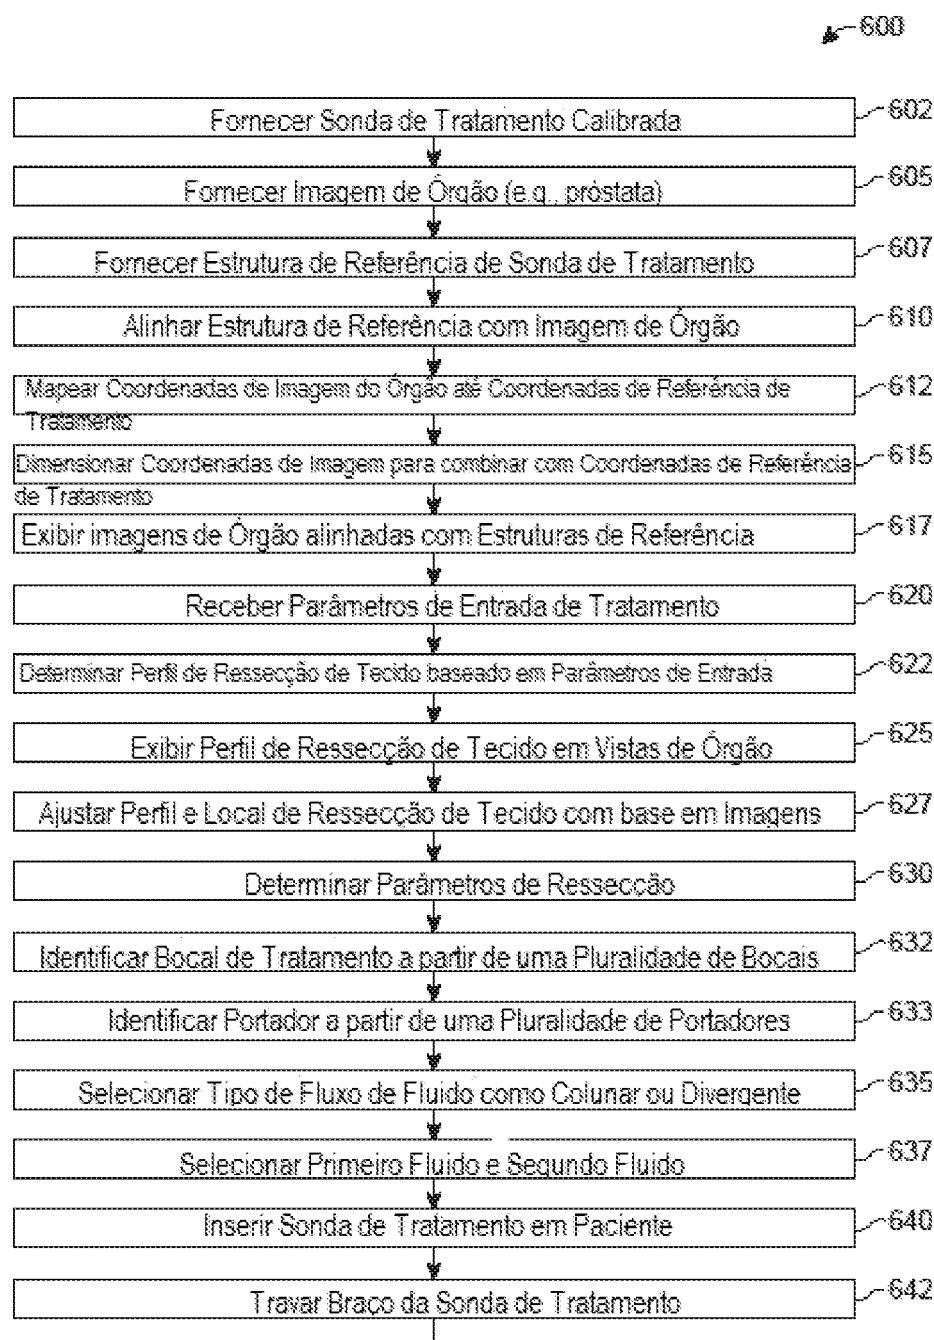 600
Fornecer Sonda de Tratamento Calibrada 602
Fornecer Imagem de Órgão (e.g., próstata) 605
Fornecer Estrutura de Referência de Sonda de Tratamento 607
Alinhar Estrutura de Referência com Imagem de Órgão 610
Mapear Coordenadas de Imagem do Órgão até Coordenadas de Referência de 612
Tratamento
Dimensionar Coordenadas de Imagem para combinar com Coordenadas de Referência 615
de Tratamento
Exibir imagens de Órgão alinhadas com Estruturas de Referência 617
Receber Parâmetros de Entrada de Tratamento 620
Determinar Perfil de Ressecção de Tecido baseado em Parâmetros de Entrada 622
Exibir Perfil de Ressecção de Tecido em Vistas de Órgão 625
Ajustar Perfil e Local de Ressecção de Tecido com base em Imagens 627
Determinar Parâmetros de Ressecção 630
Identificar Bocal de Tratamento a partir de uma Pluralidade de Bocais 632
Identificar Portador a partir de uma Pluralidade de Portadores 633
Selecionar Tipo de Fluxo de Fluido como Colunar ou Divergente 635
Selecionar Primeiro Fluido e Segundo Fluido 637
Inserir Sonda de Tratamento em Paciente 640
Travar Braço da Sonda de Tratamento 642